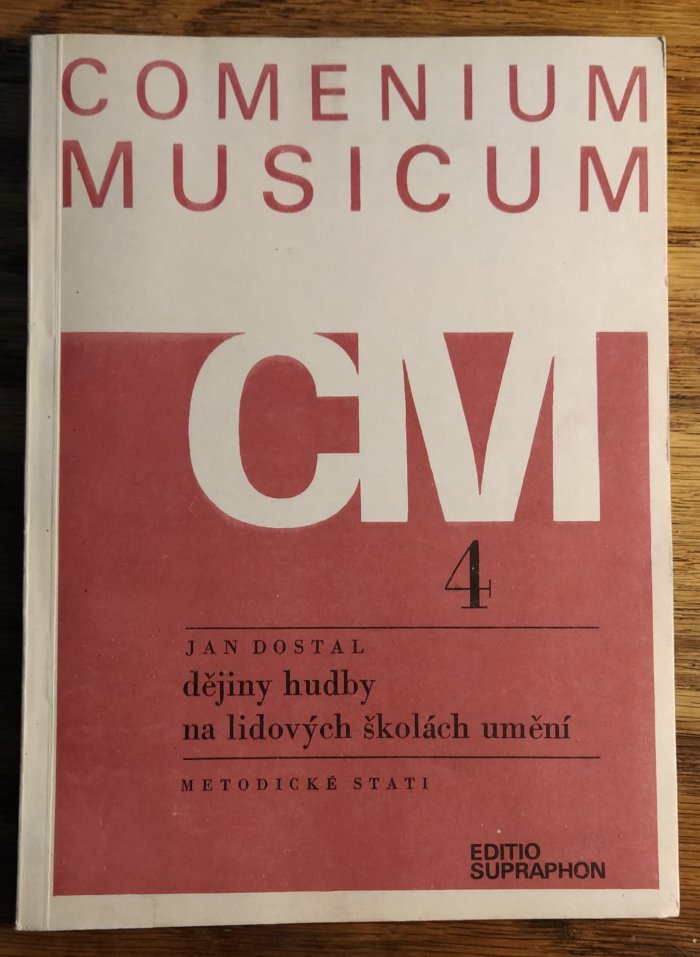 COMENIUM
MUSICUM
CM
4
JAN DOSTAL
dějiny hudby
na lidových školách umění
METODICKÉ STATI
EDITIO
SUPRAPHON